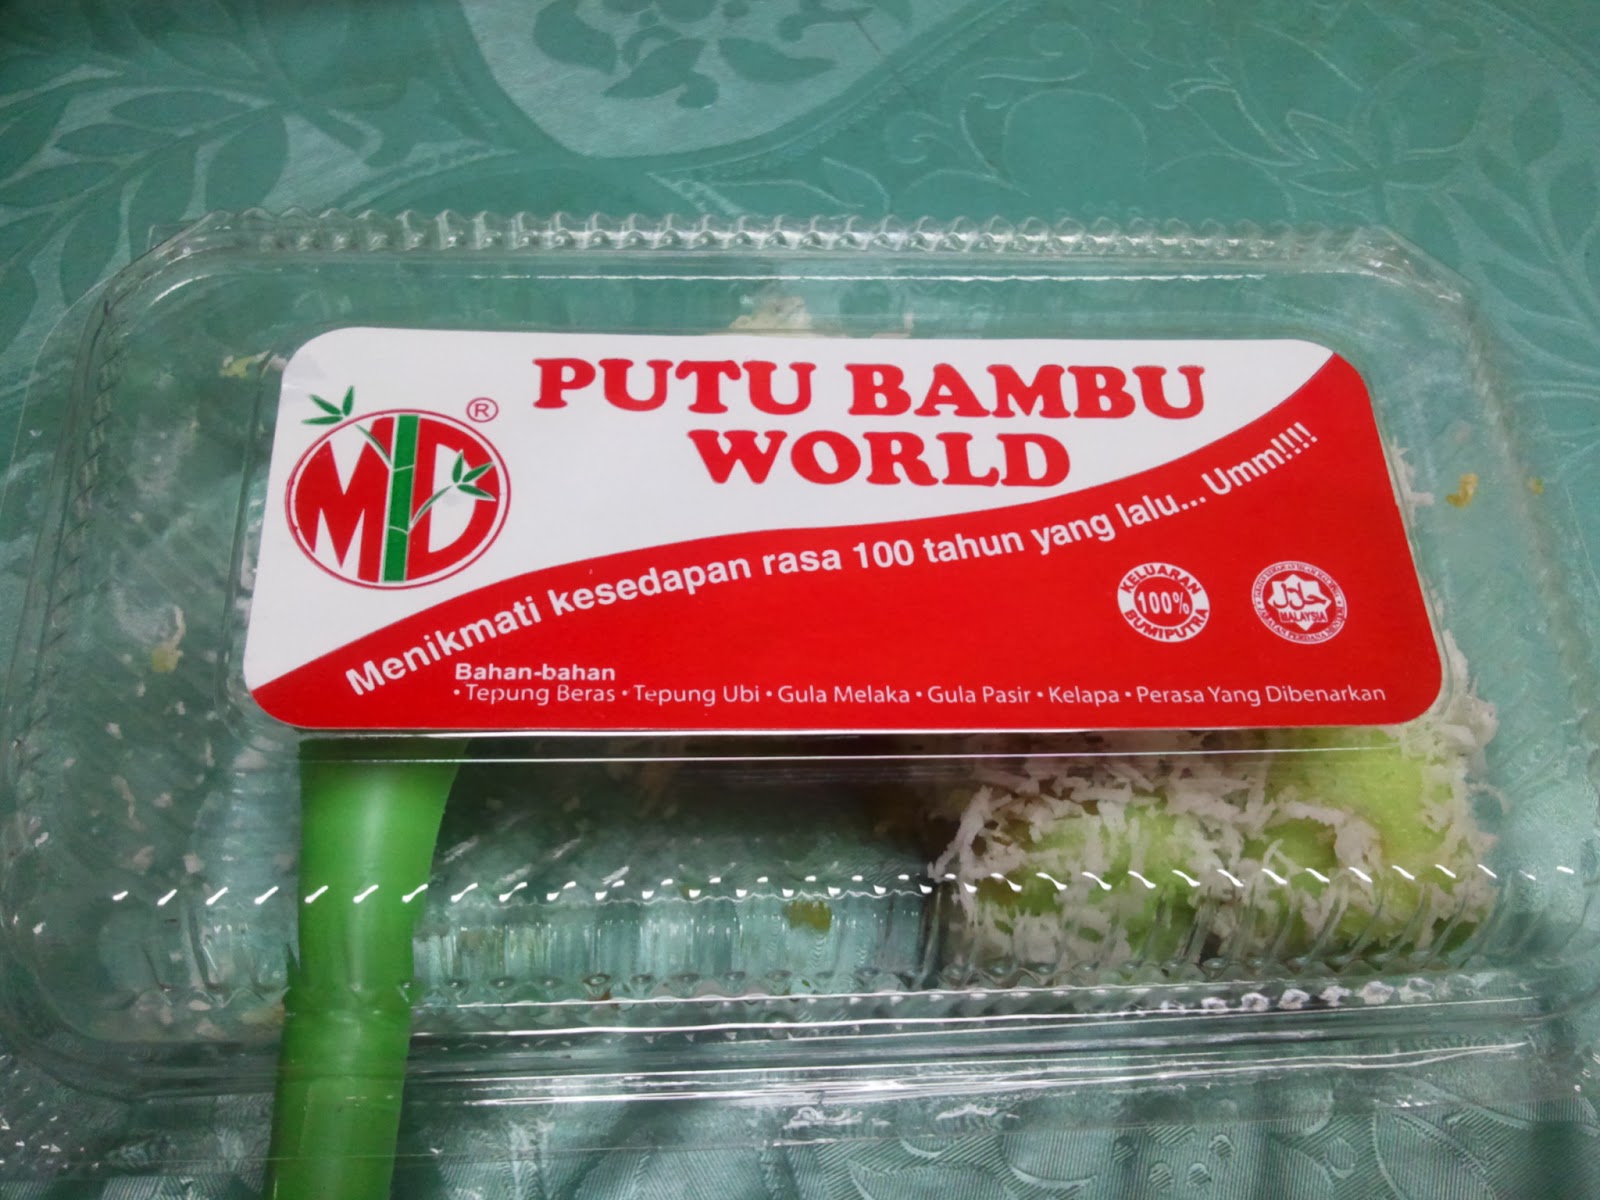 MD ®
PUTU BAMBU
WORLD
Menikmati kesedapan rasa 100 tahun yang lalu... Umm!!!!
KELUARAN
100%
BUMIPUTRA
حلال
MALAYSIA
Bahan-bahan
• Tepung Beras • Tepung Ubi • Gula Melaka • Gula Pasir • Kelapa • Perasa Yang Dibenarkan